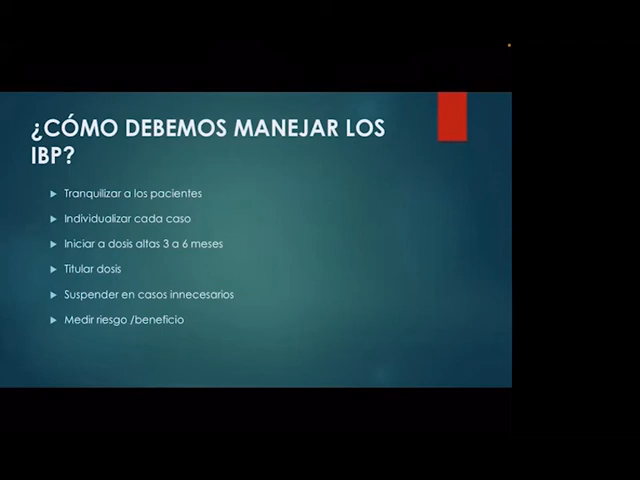 ¿CÓMO DEBEMOS MANEJAR LOS
IBP?
Tranquilizar a los pacientes
Individualizar cada caso
Iniciar a dosis altas 3 a 6 meses
Titular dosis
Suspender en casos innecesarios
Medir riesgo /beneficio